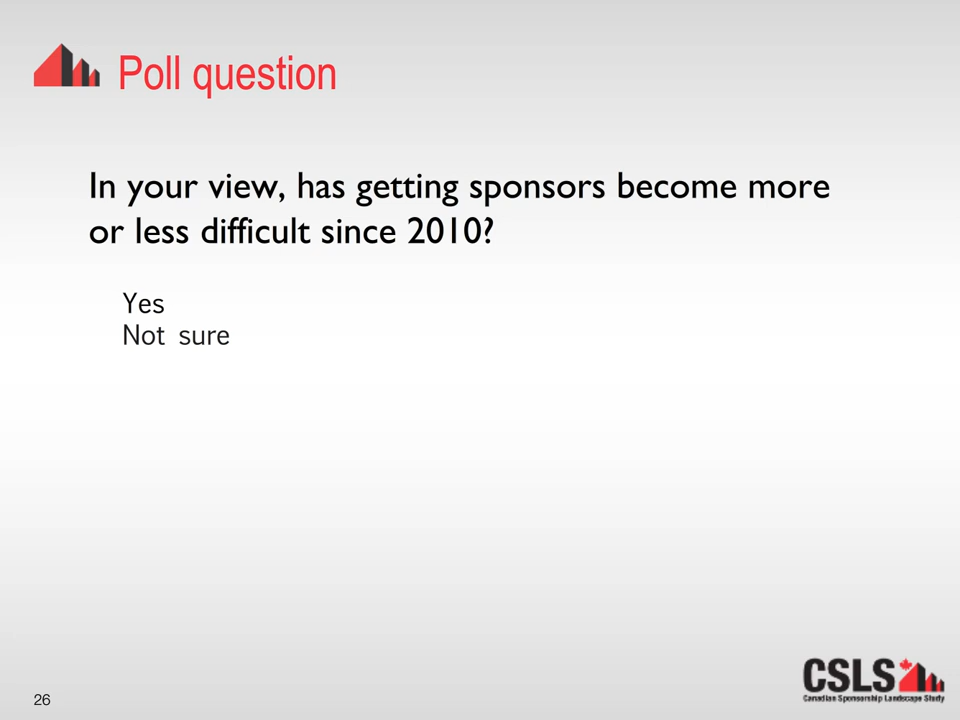 Poll question
In your view, has getting sponsors become more
or less difficult since 2010?
Yes
Not sure
26
CSLS
Canadian Sponsorship Landscape Study